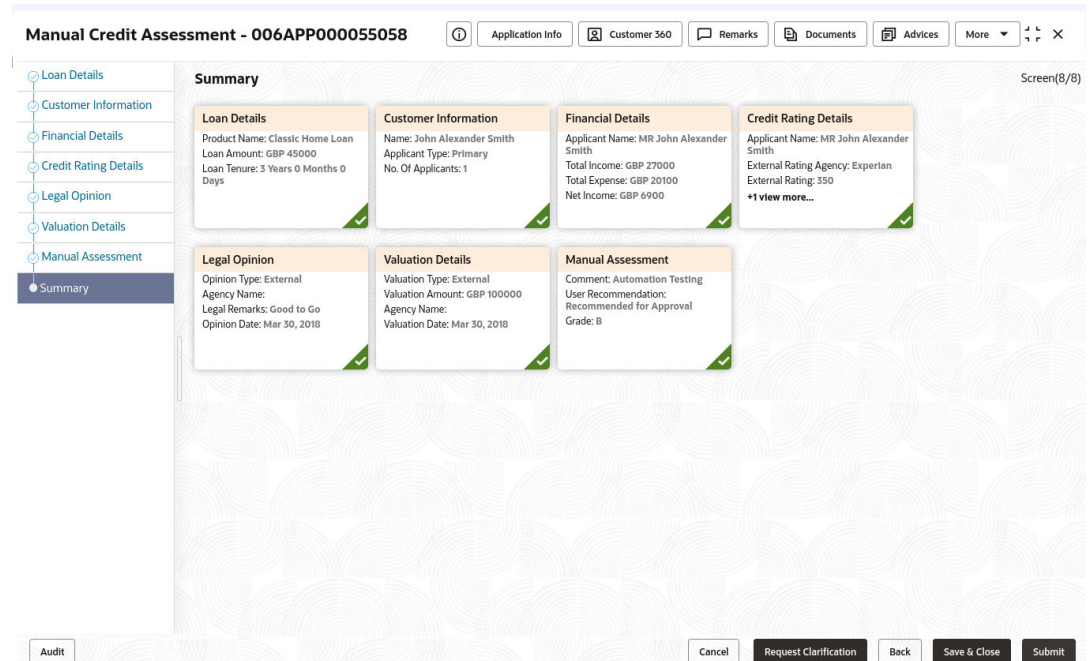 Manual Credit Assessment - 006APP000055058
Application Info
Customer 360
Remarks
Documents
Advices
More
Loan Details
Customer Information
Financial Details
Credit Rating Details
Legal Opinion
Valuation Details
Manual Assessment
Summary
Summary
Screen(8/8)
Loan Details
Product Name: Classic Home Loan
Loan Amount: GBP 45000
Loan Tenure: 3 Years 0 Months 0
Days
Customer Information
Name: John Alexander Smith
Applicant Type: Primary
No. Of Applicants: 1
Financial Details
Applicant Name: MR John Alexander
Smith
Total Income: GBP 27000
Total Expense: GBP 20100
Net Income: GBP 6900
Credit Rating Details
Applicant Name: MR John Alexander
Smith
External Rating Agency: Experian
External Rating: 350
+1 view more...
Legal Opinion
Opinion Type: External
Agency Name:
Legal Remarks: Good to Go
Opinion Date: Mar 30, 2018
Valuation Details
Valuation Type: External
Valuation Amount: GBP 100000
Agency Name:
Valuation Date: Mar 30, 2018
Manual Assessment
Comment: Automation Testing
User Recommendation:
Recommended for Approval
Grade: B
Audit
Cancel
Request Clarification
Back
Save & Close
Submit